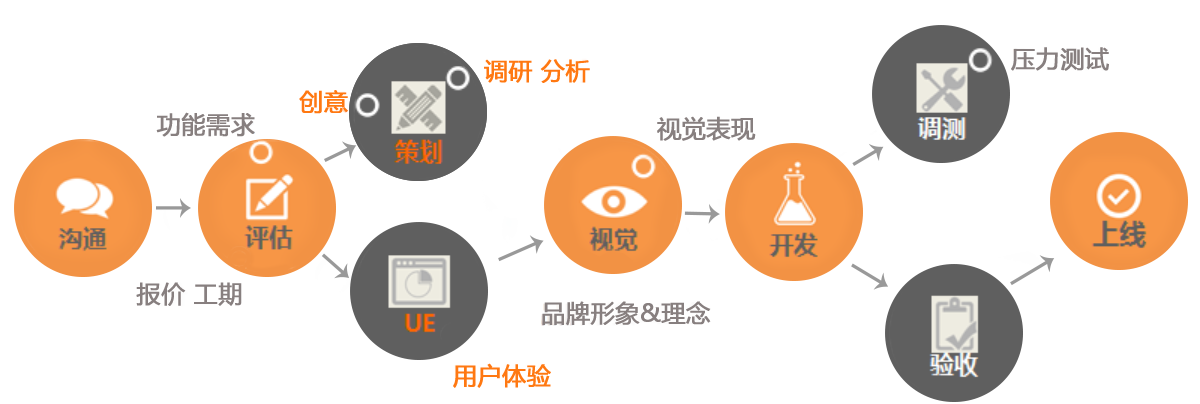 沟通
功能需求
评估
报价 工期
创意
调研 分析
策划
UE
用户体验
视觉
品牌形象&理念
视觉表现
开发
压力测试
调测
验收
上线